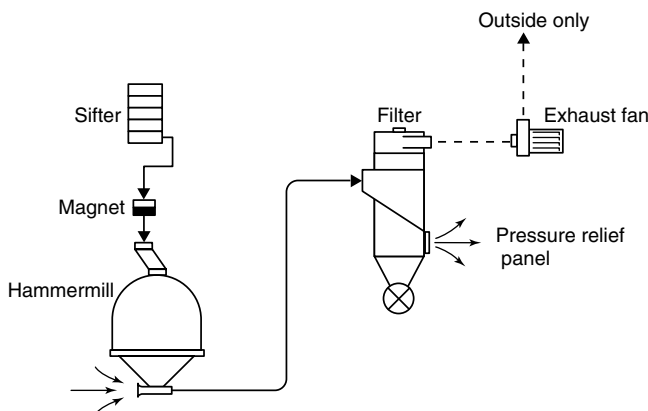 Outside only
Sifter
Filter
Exhaust fan
Magnet
Pressure relief
panel
Hammermill